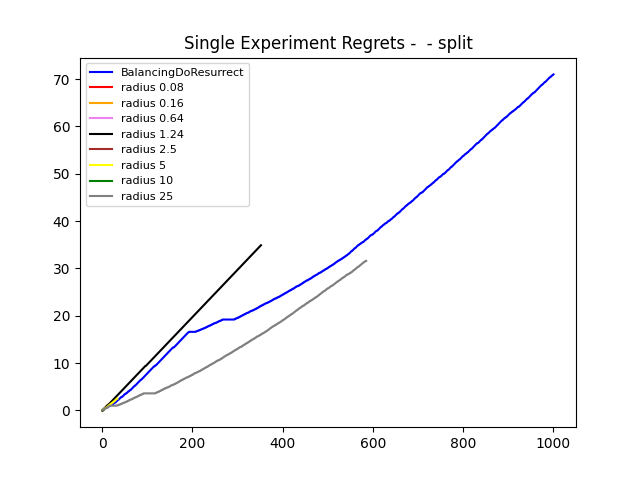 Single Experiment Regrets -  - split
BalancingDoResurrect
radius 0.08
radius 0.16
radius 0.64
radius 1.24
radius 2.5
radius 5
radius 10
radius 25
70
60
50
40
30
20
10
0
0 200 400 600 800 1000